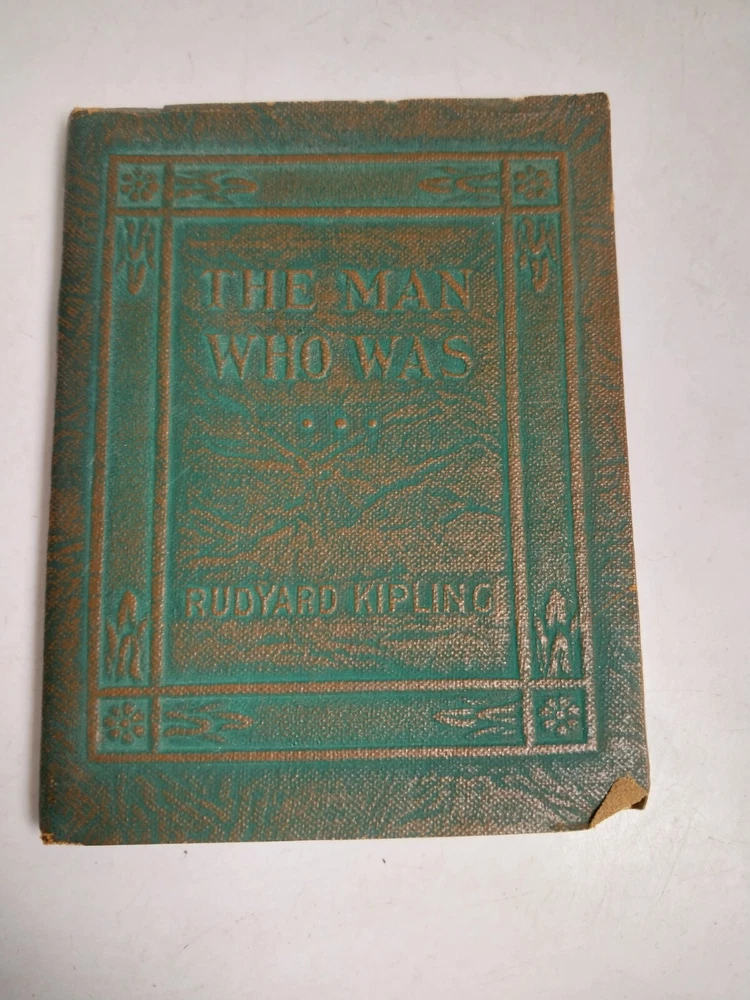 THE MAN
WHO WAS
...
RUDYARD KIPLING